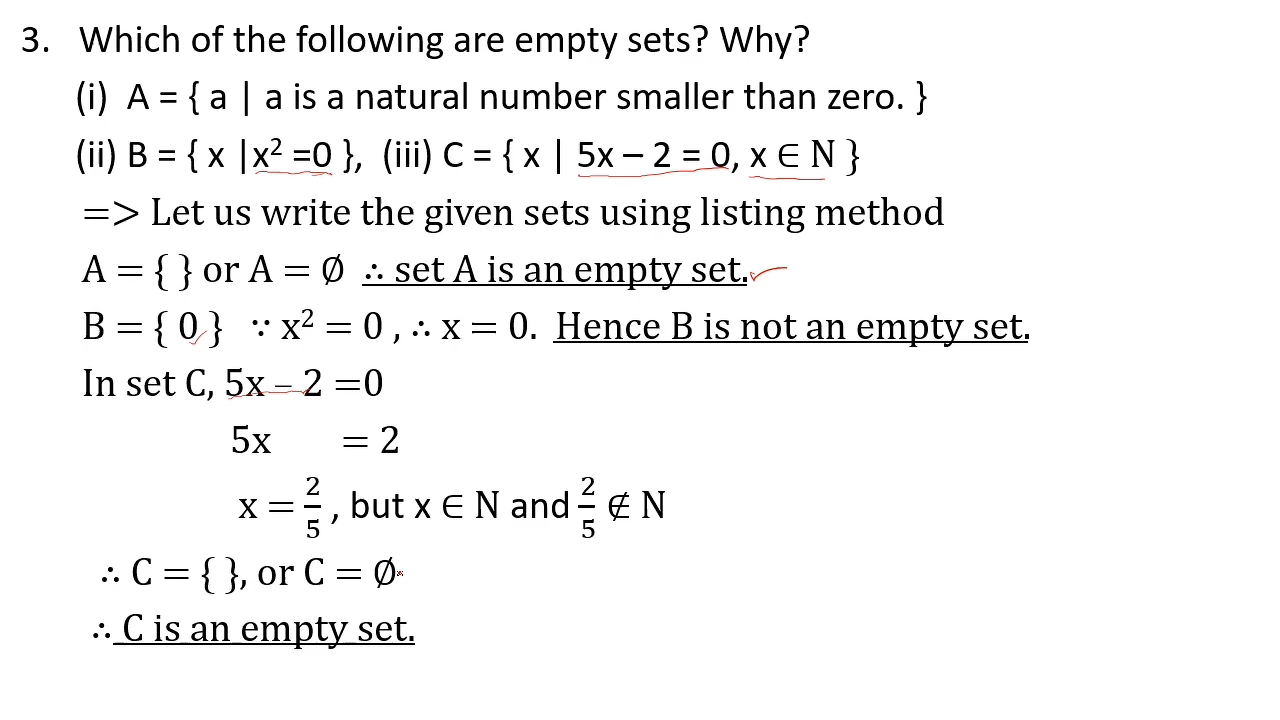 3. Which of the following are empty sets? Why?
(i) A = { a | a is a natural number smaller than zero. }
(ii) B = { x |x² =0 }, (iii) C = { x | 5x – 2 = 0, x ∈ N }
=> Let us write the given sets using listing method
A = { } or A = ∅ ∴ set A is an empty set.
B = { 0 } ∵ x² = 0 , ∴ x = 0. Hence B is not an empty set.
In set C, 5x – 2 =0
5x = 2
x = 2/5 , but x ∈ N and 2/5 ∉ N
∴ C = { }, or C = ∅
∴ C is an empty set.